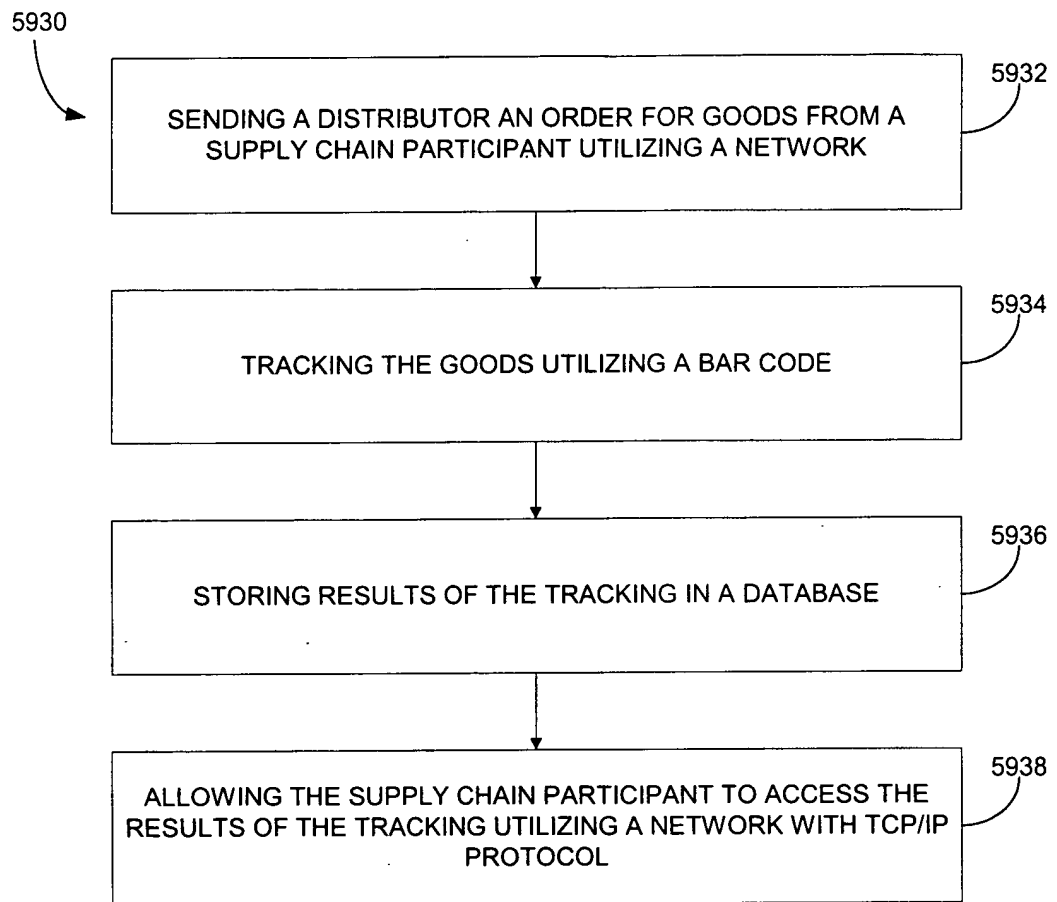 5930
5932
SENDING A DISTRIBUTOR AN ORDER FOR GOODS FROM A
SUPPLY CHAIN PARTICIPANT UTILIZING A NETWORK
5934
TRACKING THE GOODS UTILIZING A BAR CODE
5936
STORING RESULTS OF THE TRACKING IN A DATABASE
5938
ALLOWING THE SUPPLY CHAIN PARTICIPANT TO ACCESS THE
RESULTS OF THE TRACKING UTILIZING A NETWORK WITH TCP/IP
PROTOCOL